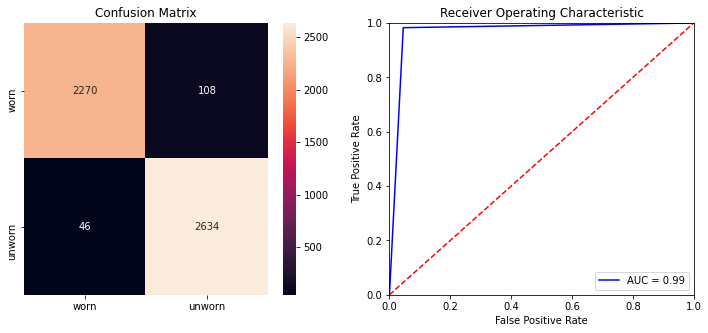 Confusion Matrix
worn
unworn
2270
108
46
2634
worn
unworn
2500
2000
1500
1000
500
Receiver Operating Characteristic
True Positive Rate
1.0
0.8
0.6
0.4
0.2
0.0
AUC = 0.99
0.0 0.2 0.4 0.6 0.8 1.0
False Positive Rate